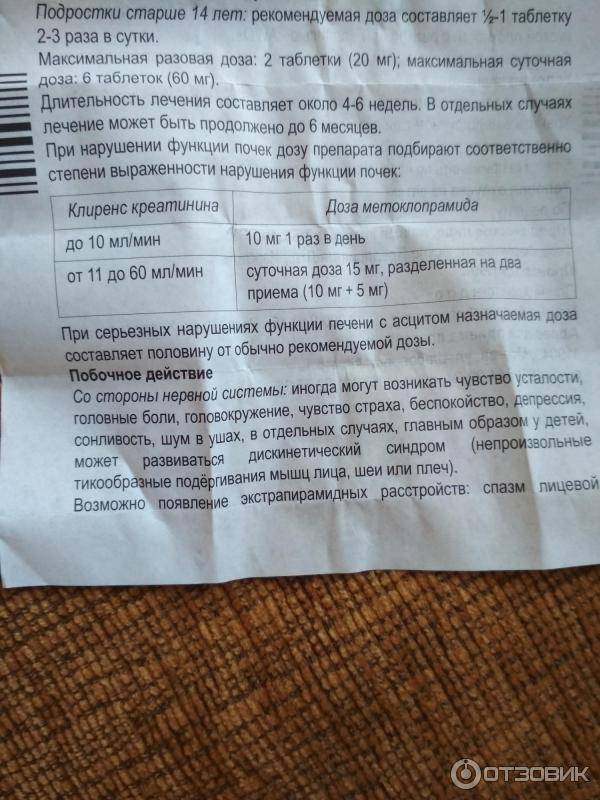 Подростки старше 14 лет: рекомендуемая доза составляет ½-1 таблетку
2-3 раза в сутки.
Максимальная разовая доза: 2 таблетки (20 мг); максимальная суточная
доза: 6 таблеток (60 мг).
Длительность лечения составляет около 4-6 недель. В отдельных случаях
лечение может быть продолжено до 6 месяцев.
При нарушении функции почек дозу препарата подбирают соответственно
степени выраженности нарушения функции почек:
Клиренс креатинина Доза метоклопрамида
до 10 мл/мин 10 мг 1 раз в день
от 11 до 60 мл/мин суточная доза 15 мг, разделенная на два
приема (10 мг + 5 мг)
При серьезных нарушениях функции печени с асцитом назначаемая доза
составляет половину от обычно рекомендуемой дозы.
Побочное действие
Со стороны нервной системы: иногда могут возникать чувство усталости,
головные боли, головокружение, чувство страха, беспокойство, депрессия,
сонливость, шум в ушах, в отдельных случаях, главным образом у детей,
может развиваться дискинетический синдром (непроизвольные
тикообразные подёргивания мышц лица, шеи или плеч).
Возможно появление экстрапирамидных расстройств: спазм лицевой
ОТЗОВИК